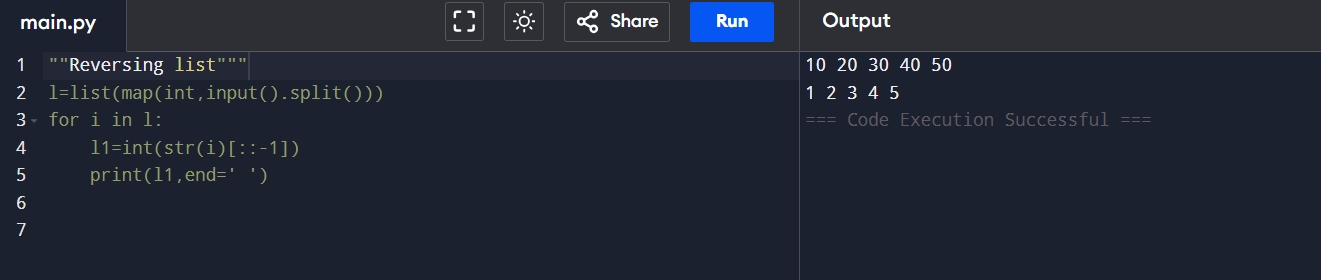 main.py
Share
Run
Output
1 ""Reversing list"""
2 l=list(map(int,input().split()))
3 for i in l:
4     l1=int(str(i)[::-1])
5     print(l1,end=' ')
6
7
10 20 30 40 50
1 2 3 4 5
=== Code Execution Successful ===